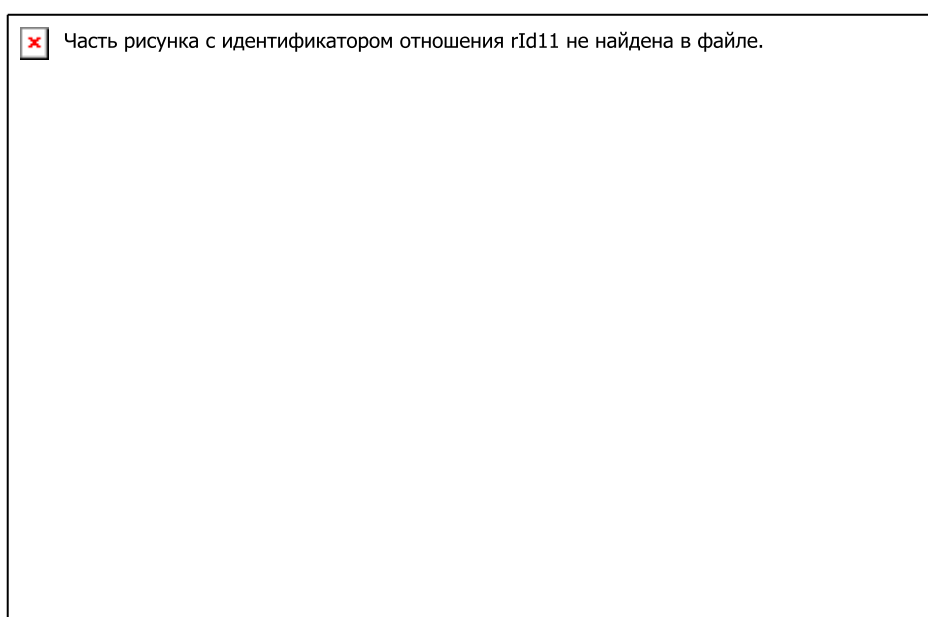 Часть рисунка с идентификатором отношения rId11 не найдена в файле.